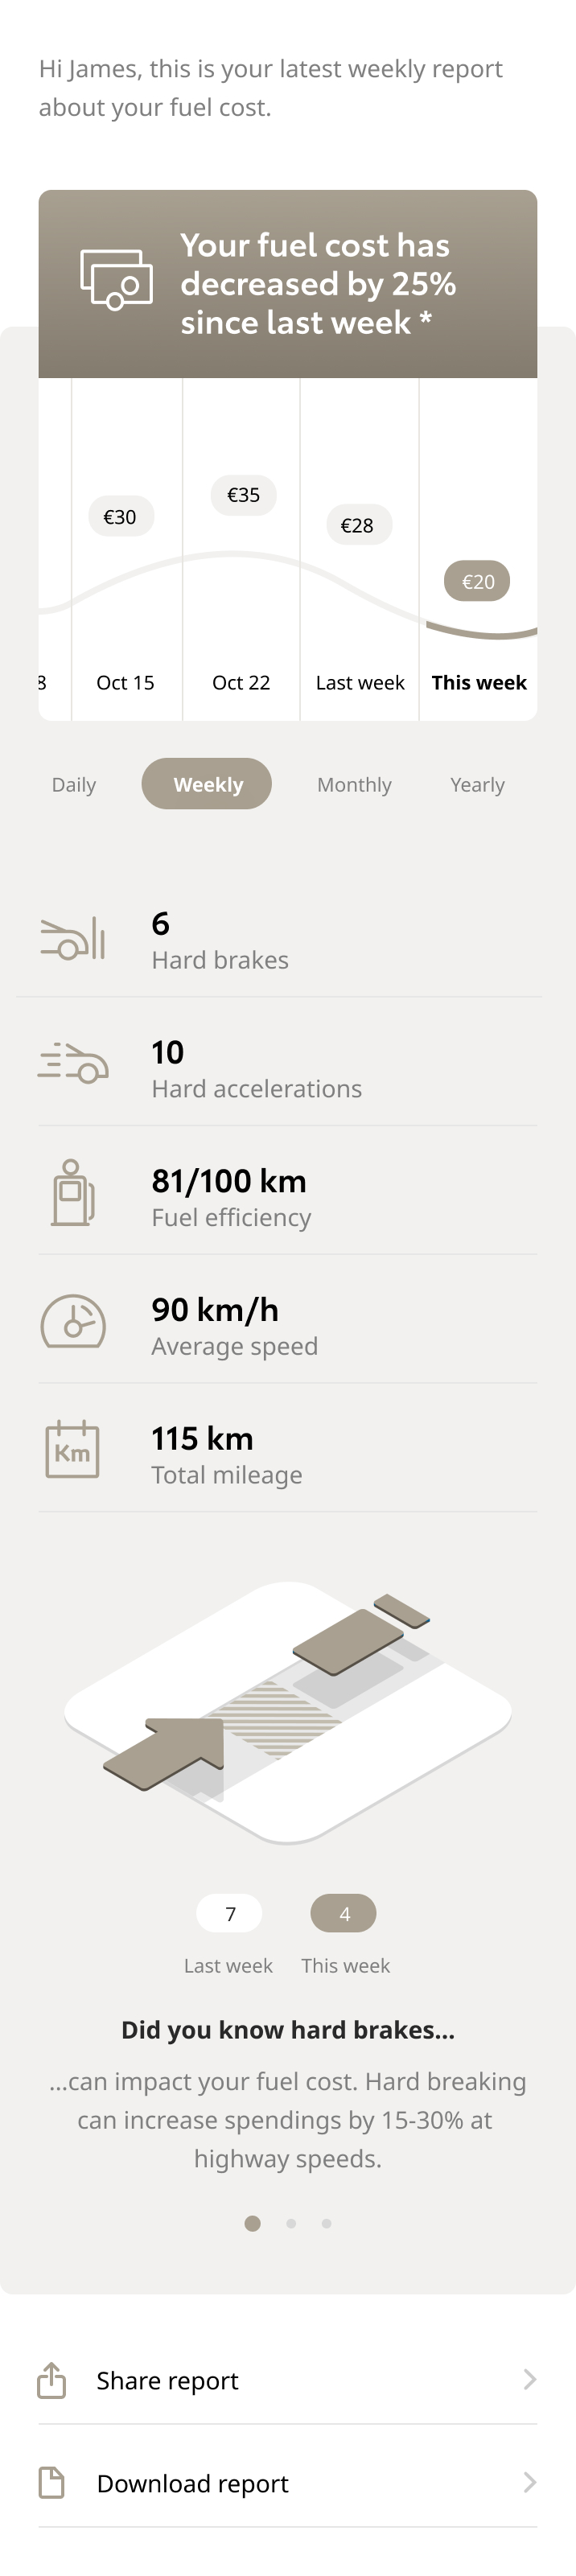 Hi James, this is your latest weekly report
about your fuel cost.
Your fuel cost has
decreased by 25%
since last week *
€30
€35
€28
€20
8
Oct 15
Oct 22
Last week
This week
Daily
Weekly
Monthly
Yearly
6
Hard brakes
10
Hard accelerations
81/100 km
Fuel efficiency
90 km/h
Average speed
Km
115 km
Total mileage
7
4
Last week
This week
Did you know hard brakes...
...can impact your fuel cost. Hard breaking
can increase spendings by 15-30% at
highway speeds.
Share report
Download report